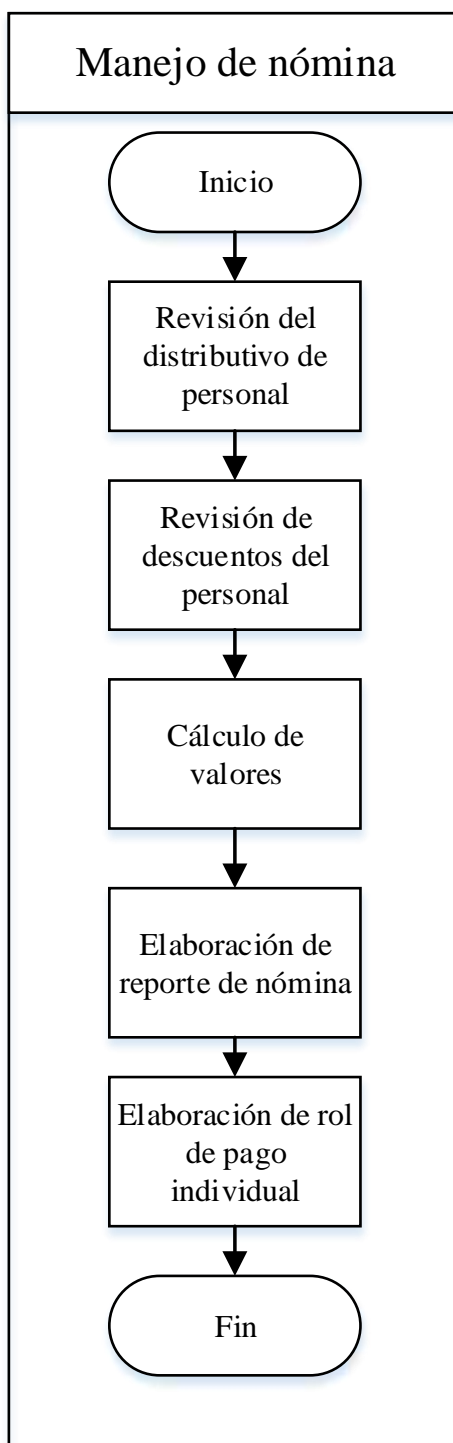 Manejo de nómina
Inicio
Revisión del
distributivo de
personal
Revisión de
descuentos del
personal
Cálculo de
valores
Elaboración de
reporte de nómina
Elaboración de rol
de pago
individual
Fin